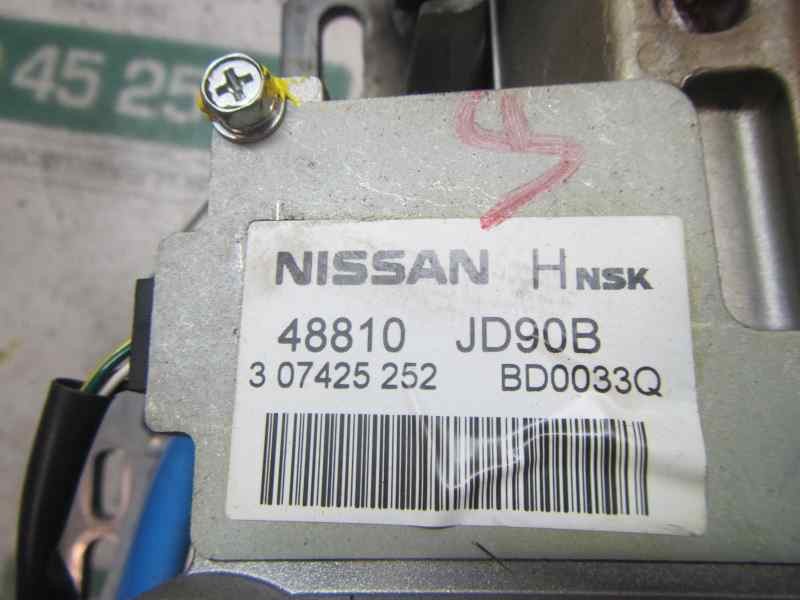 45 25
NISSAN H NSK
48810 JD90B
3 07425 252 BD0033Q